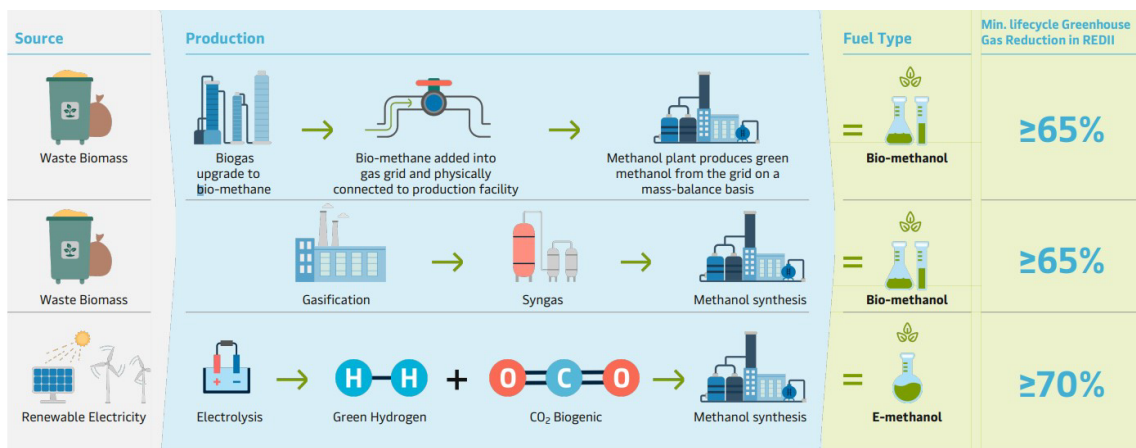 Source
Production
Fuel Type
Min. lifecycle Greenhouse
Gas Reduction in REDII
Waste Biomass
Biogas
upgrade to
bio-methane
Bio-methane added into
gas grid and physically
connected to production facility
Methanol plant produces green
methanol from the grid on a
mass-balance basis
=
Bio-methanol
≥65%
Waste Biomass
Gasification
Syngas
Methanol synthesis
=
Bio-methanol
≥65%
Renewable Electricity
+ −
Electrolysis
H H
Green Hydrogen
+
O C O
CO₂ Biogenic
Methanol synthesis
=
E-methanol
≥70%